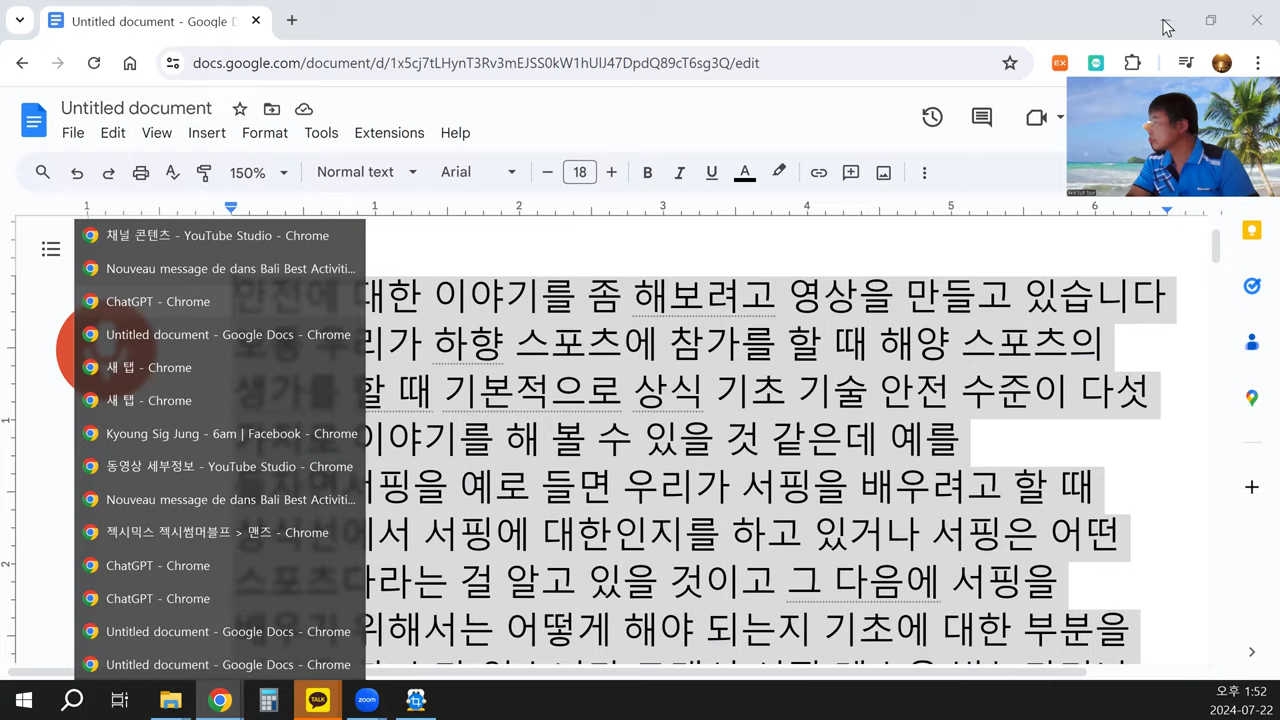 Untitled document - Google D
docs.google.com/document/d/1x5cj7tLHynT3Rv3mEJSS0kW1hUIJ47DpdQ89cT6sg3Q/edit
Untitled document
File Edit View Insert Format Tools Extensions Help
150% Normal text Arial 18 B I U A
1 1 2 3 4 5 6
채널 콘텐츠 - YouTube Studio - Chrome
Nouveau message de dans Bali Best Activiti...
ChatGPT - Chrome
Untitled document - Google Docs - Chrome
새 탭 - Chrome
새 탭 - Chrome
Kyoung Sig Jung - 6am | Facebook - Chrome
동영상 세부정보 - YouTube Studio - Chrome
Nouveau message de dans Bali Best Activiti...
젝시믹스 젝시썸머블프 > 맨즈 - Chrome
ChatGPT - Chrome
ChatGPT - Chrome
Untitled document - Google Docs - Chrome
Untitled document - Google Docs - Chrome
대한 이야기를 좀 해보려고 영상을 만들고 있습니다
하향 스포츠에 참가를 할 때 해양 스포츠의
할 때 기본적으로 상식 기초 기술 안전 수준이 다섯
이야기를 해 볼 수 있을 것 같은데 예를
서핑을 예로 들면 우리가 서핑을 배우려고 할 때
서핑에 대한인지를 하고 있거나 서핑은 어떤
걸 알고 있을 것이고 그 다음에 서핑을
위해서는 어떻게 해야 되는지 기초에 대한 부분을
1
2
EX
TALK
zoom
오후 1:52
2024-07-22